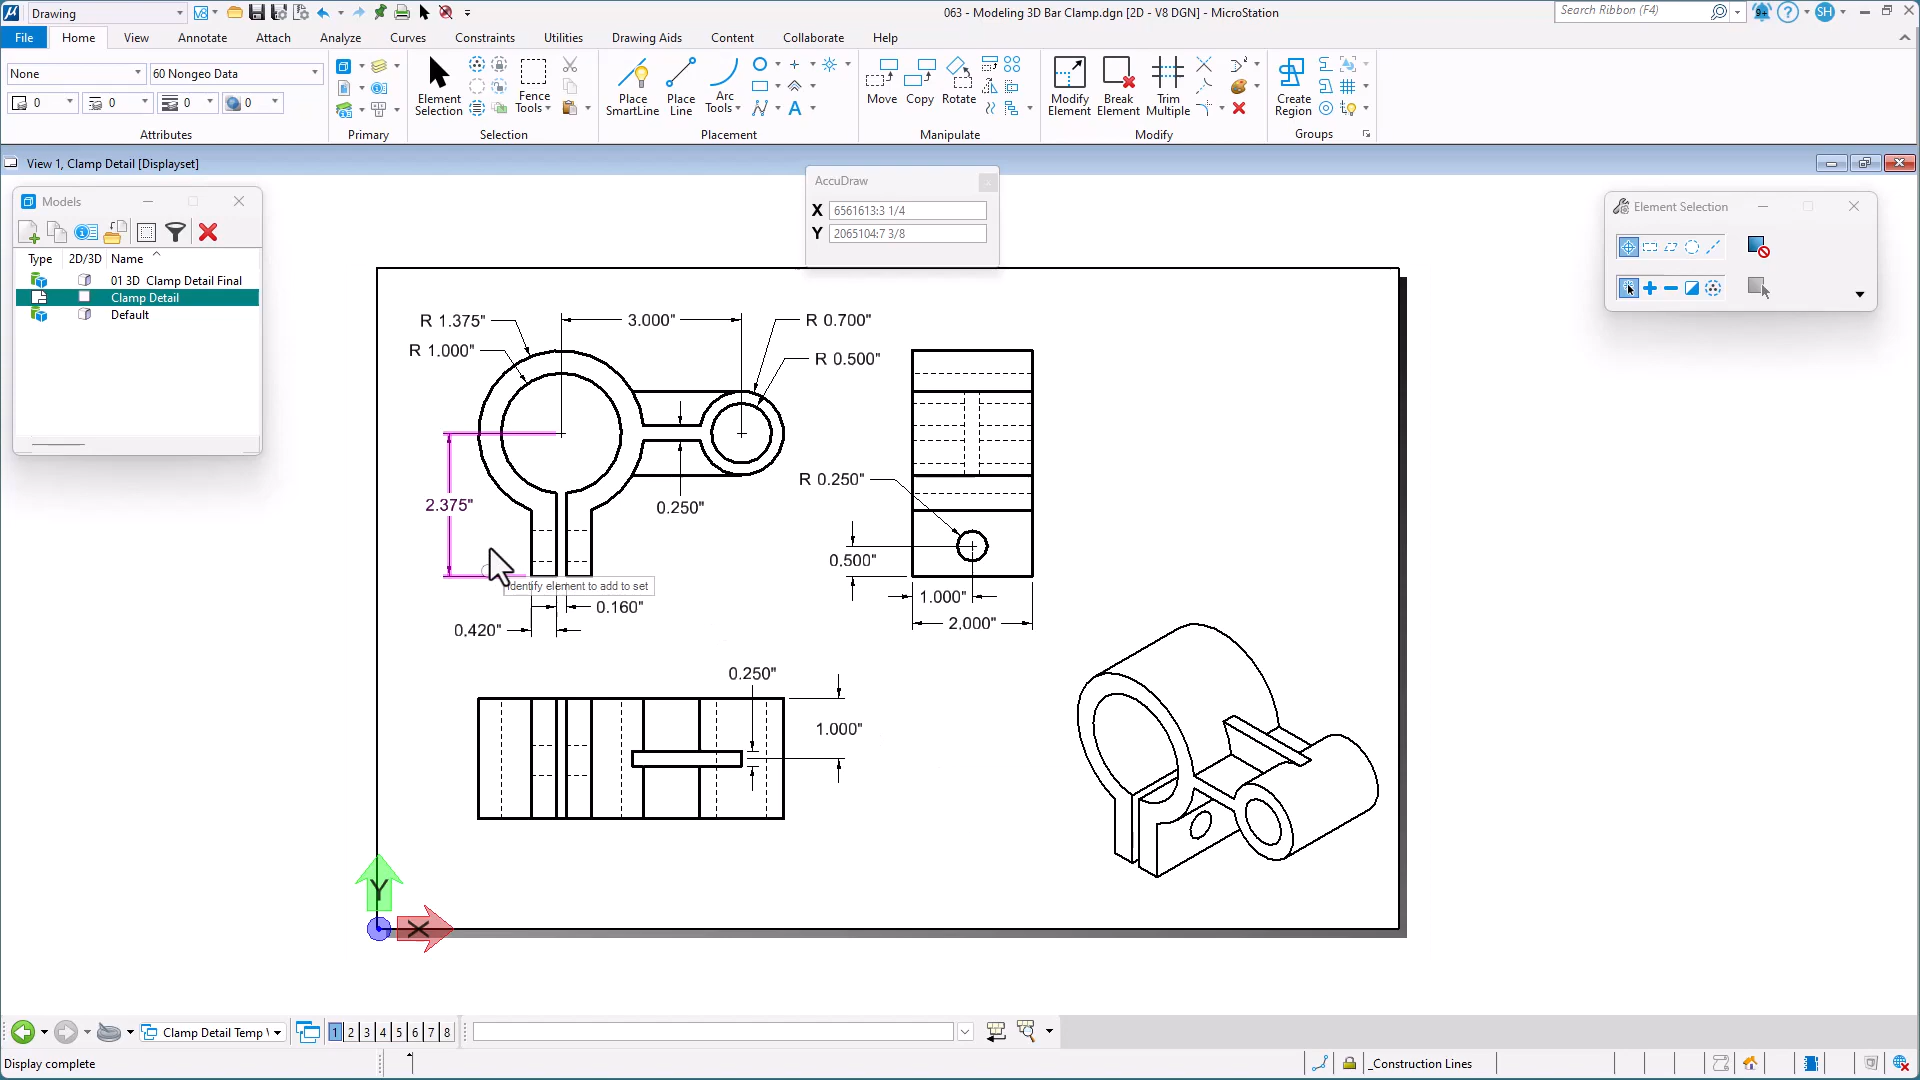 Drawing
063 - Modeling 3D Bar Clamp.dgn [2D - V8 DGN] - MicroStation
Search Ribbon (F4)
9+
SH
File Home View Annotate Attach Analyze Curves Constraints Utilities Drawing Aids Content Collaborate Help
None
60 Nongeo Data
0 0 0 0
Element Selection
Fence Tools
Place SmartLine
Place Line
Arc Tools
Move Copy Rotate
Modify Element
Break Element
Trim Multiple
Create Region
Attributes Primary Selection Placement Manipulate Modify Groups
View 1, Clamp Detail [Displayset]
Models
Type 2D/3D Name
01 3D Clamp Detail Final
Clamp Detail
Default
AccuDraw
X 6561613:3 1/4
Y 2065104:7 3/8
Element Selection
R 1.375"
3.000"
R 0.700"
R 1.000"
R 0.500"
R 0.250"
2.375"
0.250"
0.500"
Identify element to add to set
1.000"
0.160"
2.000"
0.420"
0.250"
1.000"
Y
X
Clamp Detail Temp
1 2 3 4 5 6 7 8
Display complete
_Construction Lines